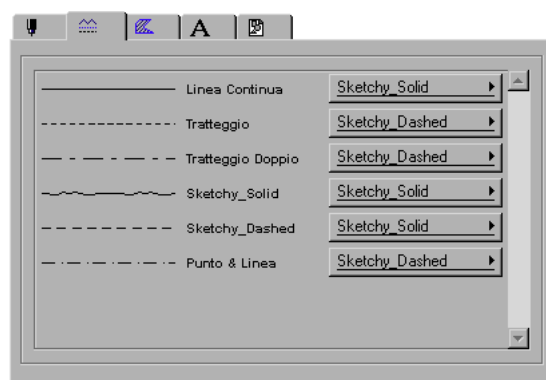 A
Linea Continua Sketchy_Solid
Tratteggio Sketchy_Dashed
Tratteggio Doppio Sketchy_Dashed
Sketchy_Solid Sketchy_Solid
Sketchy_Dashed Sketchy_Solid
Punto & Linea Sketchy_Dashed